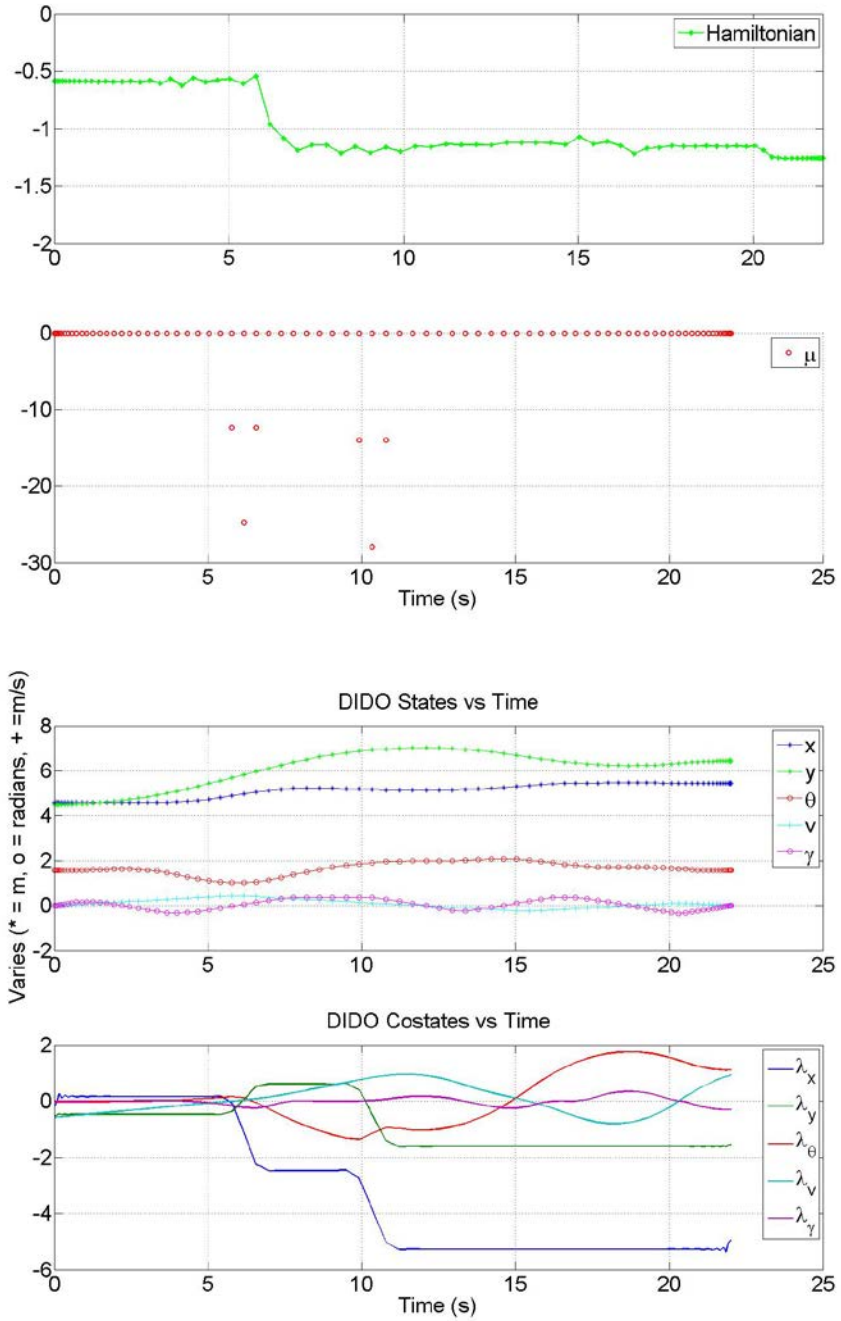 0
-0.5
-1
-1.5
-2
0 5 10 15 20
Hamiltonian
0
-10
-20
-30
0 5 10 15 20 25
Time (s)
μ
Varies (* = m, o = radians, + =m/s)
DIDO States vs Time
8
6
4
2
0
-2
0 5 10 15 20 25
x
y
θ
v
γ
DIDO Costates vs Time
2
0
-2
-4
-6
0 5 10 15 20 25
Time (s)
λx
λy
λθ
λv
λγ